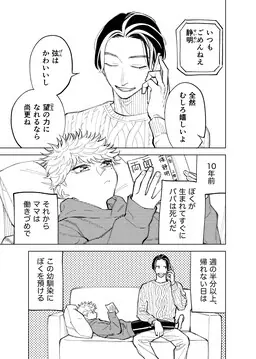 いつも
ごめんねえ
静明
全然
むしろ嬉しいよ
弦は
かわいいし
望の力に
なれるなら
尚更ね
10年前
ぼくが
生まれてすぐに
パパは死んだ
それから
ママは
働きづめで
週の半分以上、
帰れない日は
この幼馴染に
ぼくを預ける